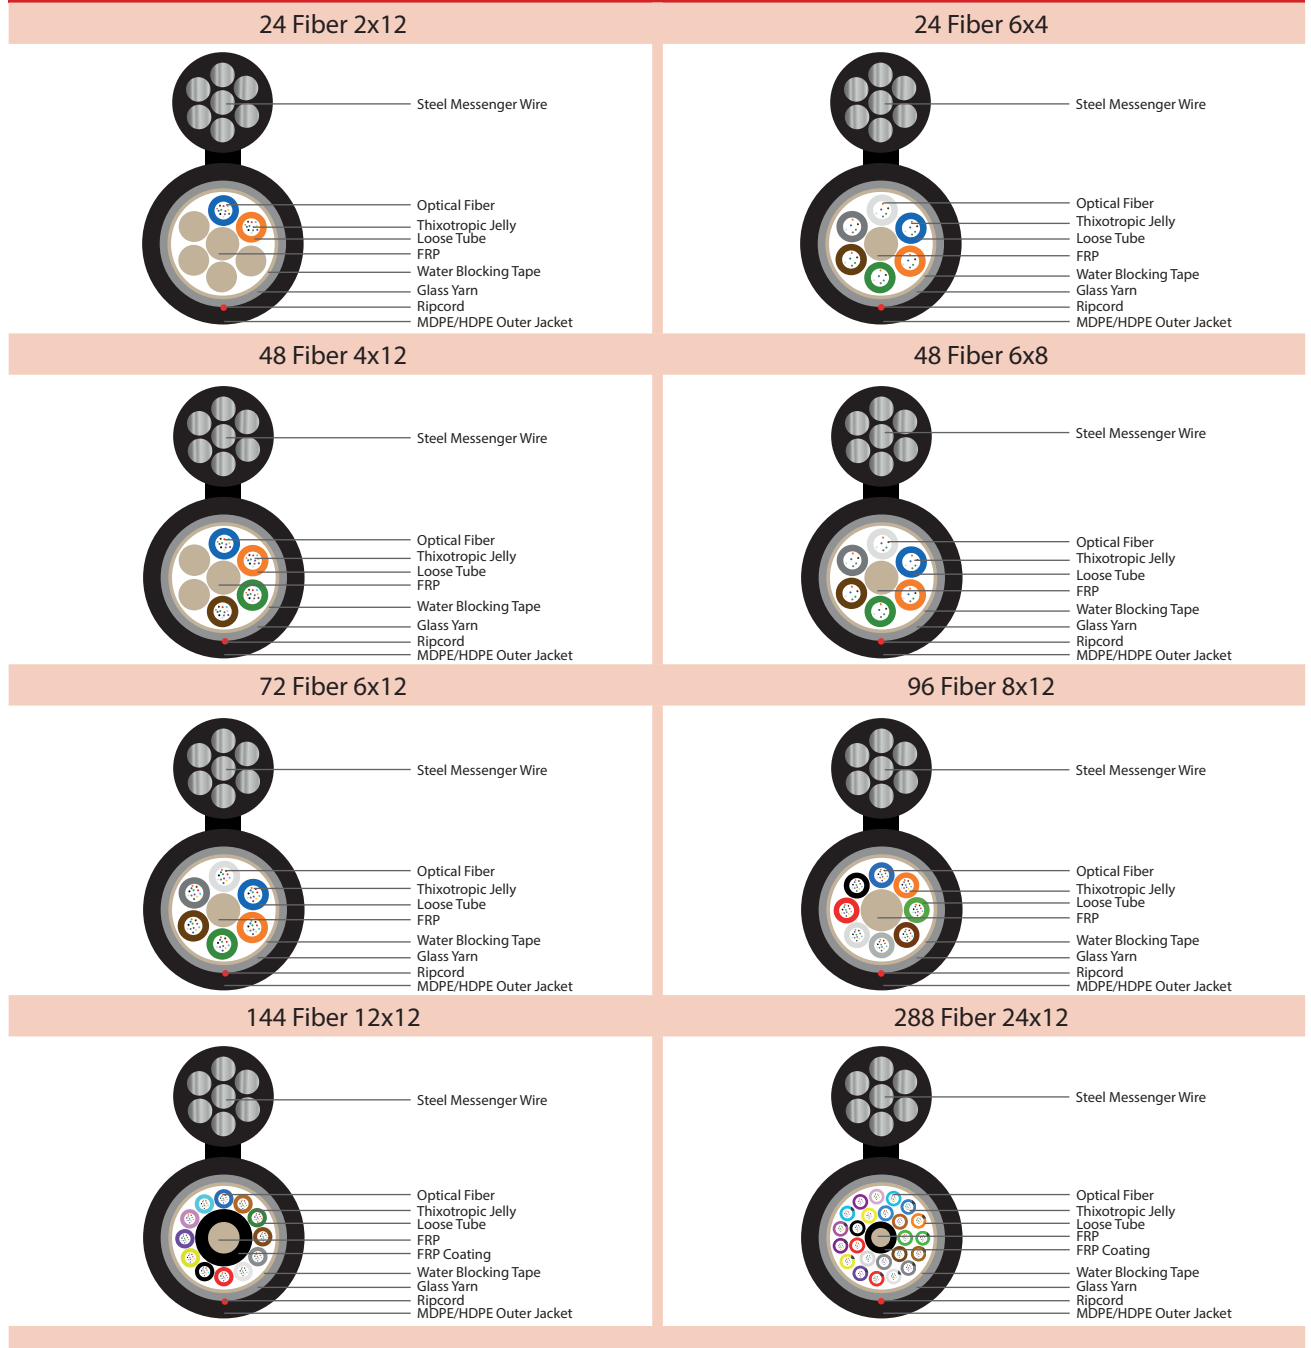 24 Fiber 2x12
Steel Messenger Wire
Optical Fiber
Thixotropic Jelly
Loose Tube
FRP
Water Blocking Tape
Glass Yarn
Ripcord
MDPE/HDPE Outer Jacket
24 Fiber 6x4
Steel Messenger Wire
Optical Fiber
Thixotropic Jelly
Loose Tube
FRP
Water Blocking Tape
Glass Yarn
Ripcord
MDPE/HDPE Outer Jacket
48 Fiber 4x12
Steel Messenger Wire
Optical Fiber
Thixotropic Jelly
Loose Tube
FRP
Water Blocking Tape
Glass Yarn
Ripcord
MDPE/HDPE Outer Jacket
48 Fiber 6x8
Steel Messenger Wire
Optical Fiber
Thixotropic Jelly
Loose Tube
FRP
Water Blocking Tape
Glass Yarn
Ripcord
MDPE/HDPE Outer Jacket
72 Fiber 6x12
Steel Messenger Wire
Optical Fiber
Thixotropic Jelly
Loose Tube
FRP
Water Blocking Tape
Glass Yarn
Ripcord
MDPE/HDPE Outer Jacket
96 Fiber 8x12
Steel Messenger Wire
Optical Fiber
Thixotropic Jelly
Loose Tube
FRP
Water Blocking Tape
Glass Yarn
Ripcord
MDPE/HDPE Outer Jacket
144 Fiber 12x12
Steel Messenger Wire
Optical Fiber
Thixotropic Jelly
Loose Tube
FRP
FRP Coating
Water Blocking Tape
Glass Yarn
Ripcord
MDPE/HDPE Outer Jacket
288 Fiber 24x12
Steel Messenger Wire
Optical Fiber
Thixotropic Jelly
Loose Tube
FRP
FRP Coating
Water Blocking Tape
Glass Yarn
Ripcord
MDPE/HDPE Outer Jacket